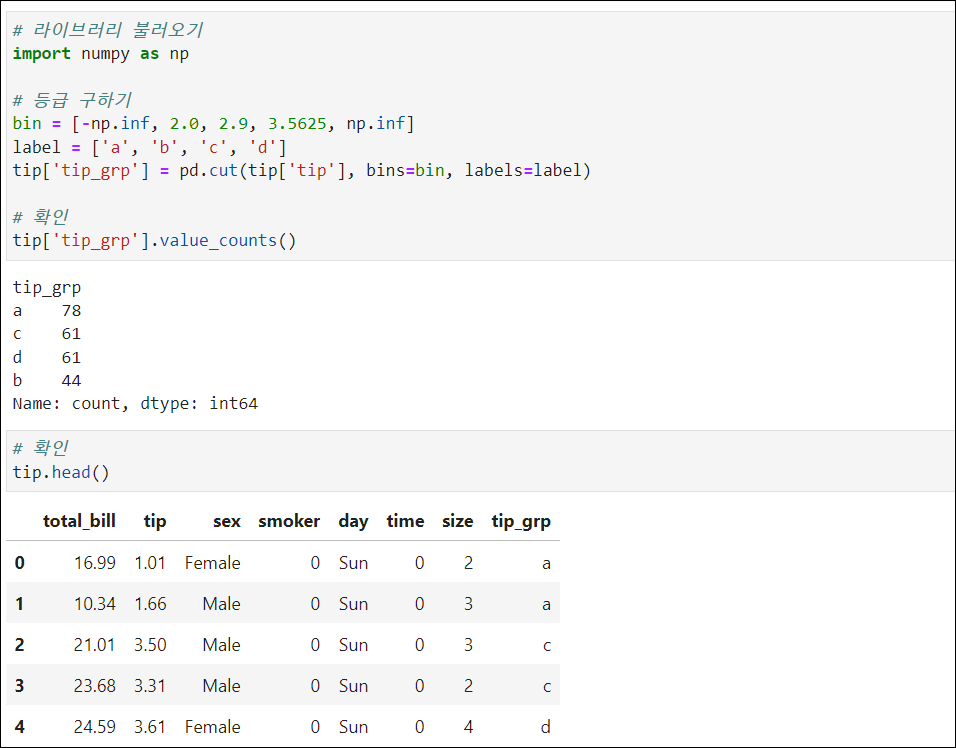 # 라이브러리 불러오기
import numpy as np
# 등급 구하기
bin = [-np.inf, 2.0, 2.9, 3.5625, np.inf]
label = ['a', 'b', 'c', 'd']
tip['tip_grp'] = pd.cut(tip['tip'], bins=bin, labels=label)
# 확인
tip['tip_grp'].value_counts()
tip_grp
a    78
c    61
d    61
b    44
Name: count, dtype: int64
# 확인
tip.head()
total_bill tip sex smoker day time size tip_grp
0 16.99 1.01 Female 0 Sun 0 2 a
1 10.34 1.66 Male 0 Sun 0 3 a
2 21.01 3.50 Male 0 Sun 0 3 c
3 23.68 3.31 Male 0 Sun 0 2 c
4 24.59 3.61 Female 0 Sun 0 4 d